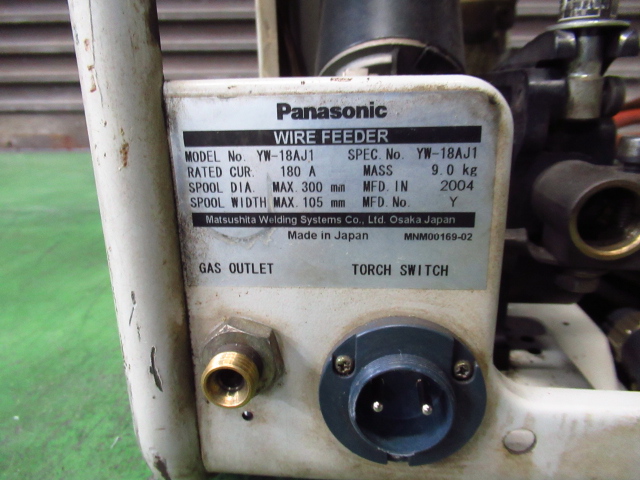 Panasonic
WIRE FEEDER
MODEL No. YW-18AJ1 SPEC. No. YW-18AJ1
RATED CUR. 180 A MASS 9.0 kg
SPOOL DIA. MAX. 300 mm MFD. IN 2004
SPOOL WIDTH MAX. 105 mm MFD. No. Y
Matsushita Welding Systems Co., Ltd. Osaka Japan
Made in Japan MNM00169-02
GAS OUTLET TORCH SWITCH